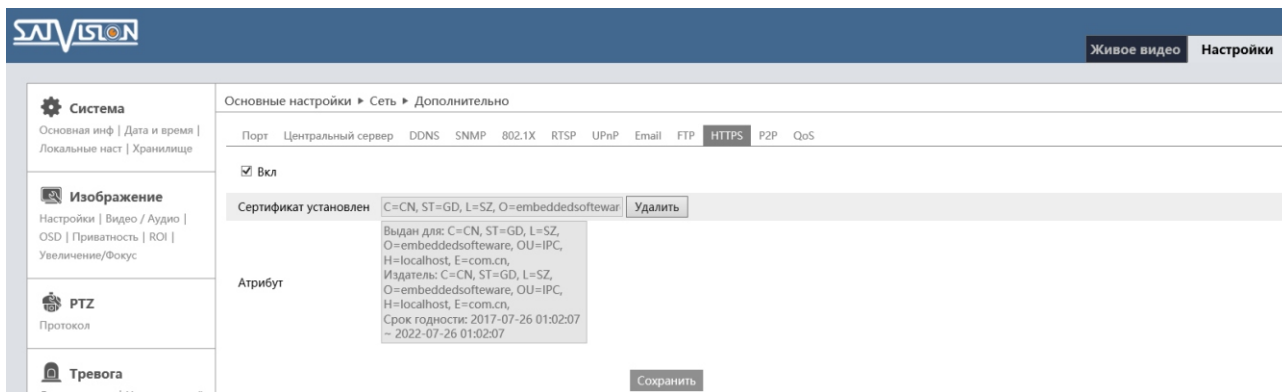 SATVISION
Живое видео
Настройки
Система
Основная инф | Дата и время |
Локальные наст | Хранилище
Изображение
Настройки | Видео / Аудио |
OSD | Приватность | ROI |
Увеличение/Фокус
PTZ
Протокол
Тревога
Основные настройки ▸ Сеть ▸ Дополнительно
Порт Центральный сервер DDNS SNMP 802.1X RTSP UPnP Email FTP HTTPS P2P QoS
Вкл
Сертификат установлен C=CN, ST=GD, L=SZ, O=embeddedsoftewar Удалить
Атрибут
Выдан для: C=CN, ST=GD, L=SZ,
O=embeddedsofteware, OU=IPC,
H=localhost, E=com.cn,
Издатель: C=CN, ST=GD, L=SZ,
O=embeddedsofteware, OU=IPC,
H=localhost, E=com.cn,
Срок годности: 2017-07-26 01:02:07
~ 2022-07-26 01:02:07
Сохранить